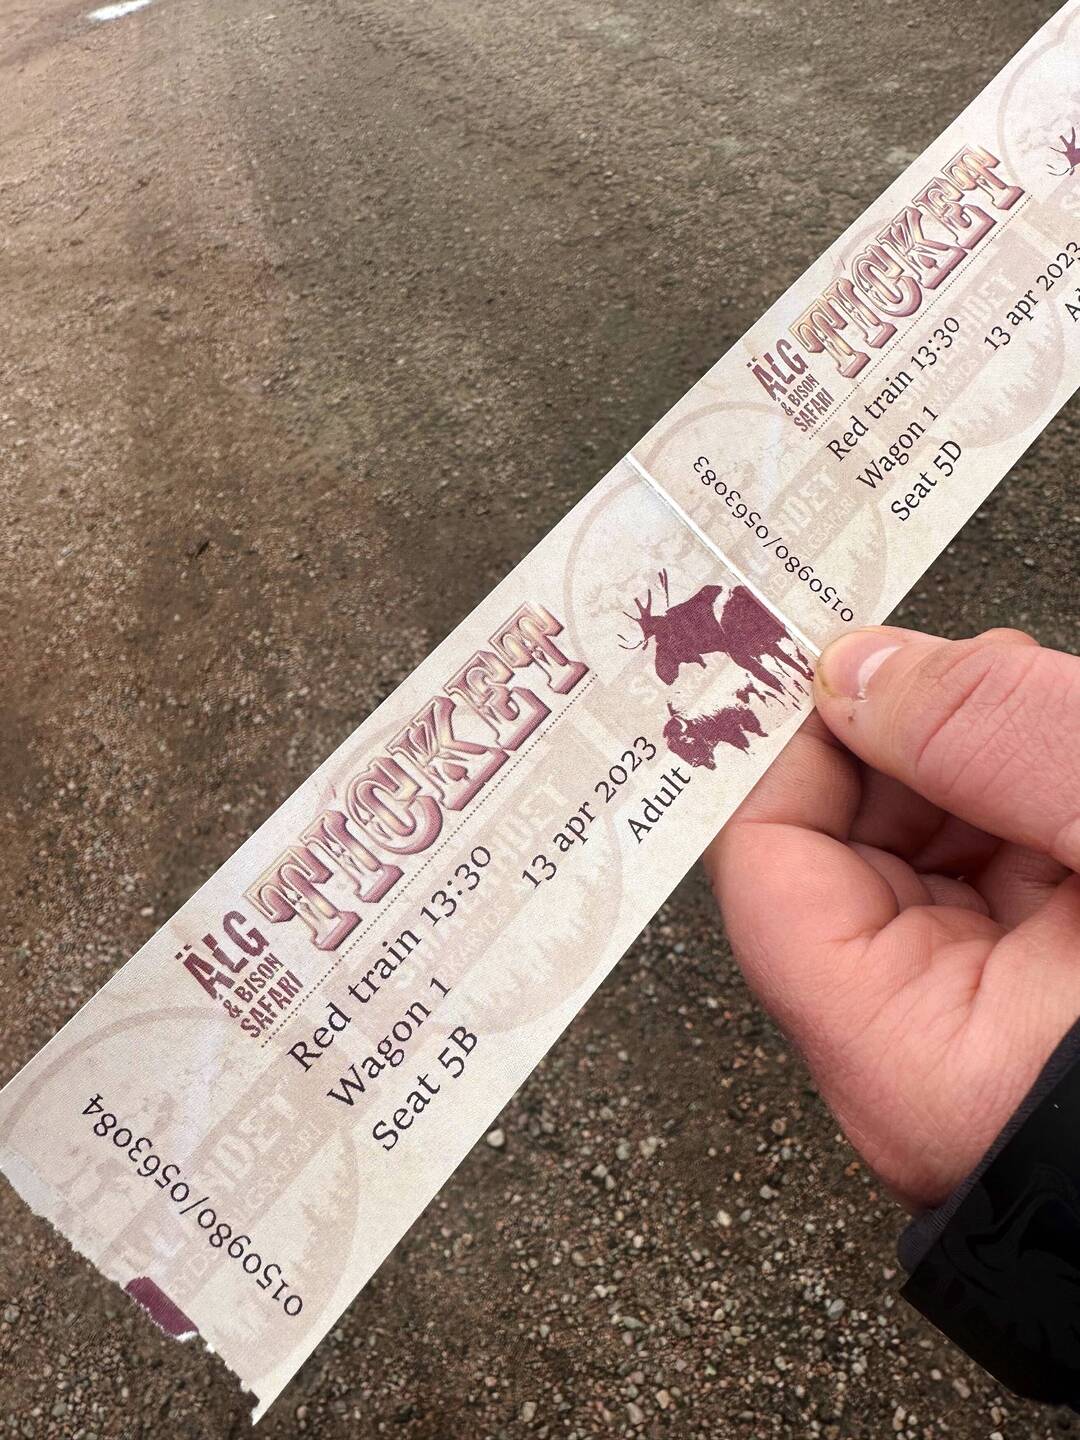 ÄLG
& BISON
SAFARI
TICKET
Red train 13:30
13 apr 2023
Wagon 1
Adult
Seat 5B
0150980/0563084
ÄLG
& BISON
SAFARI
TICKET
Red train 13:30
13 apr 2023
Wagon 1
Seat 5D
0150980/0563083